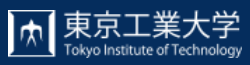 東京工業大学
Tokyo Institute of Technology